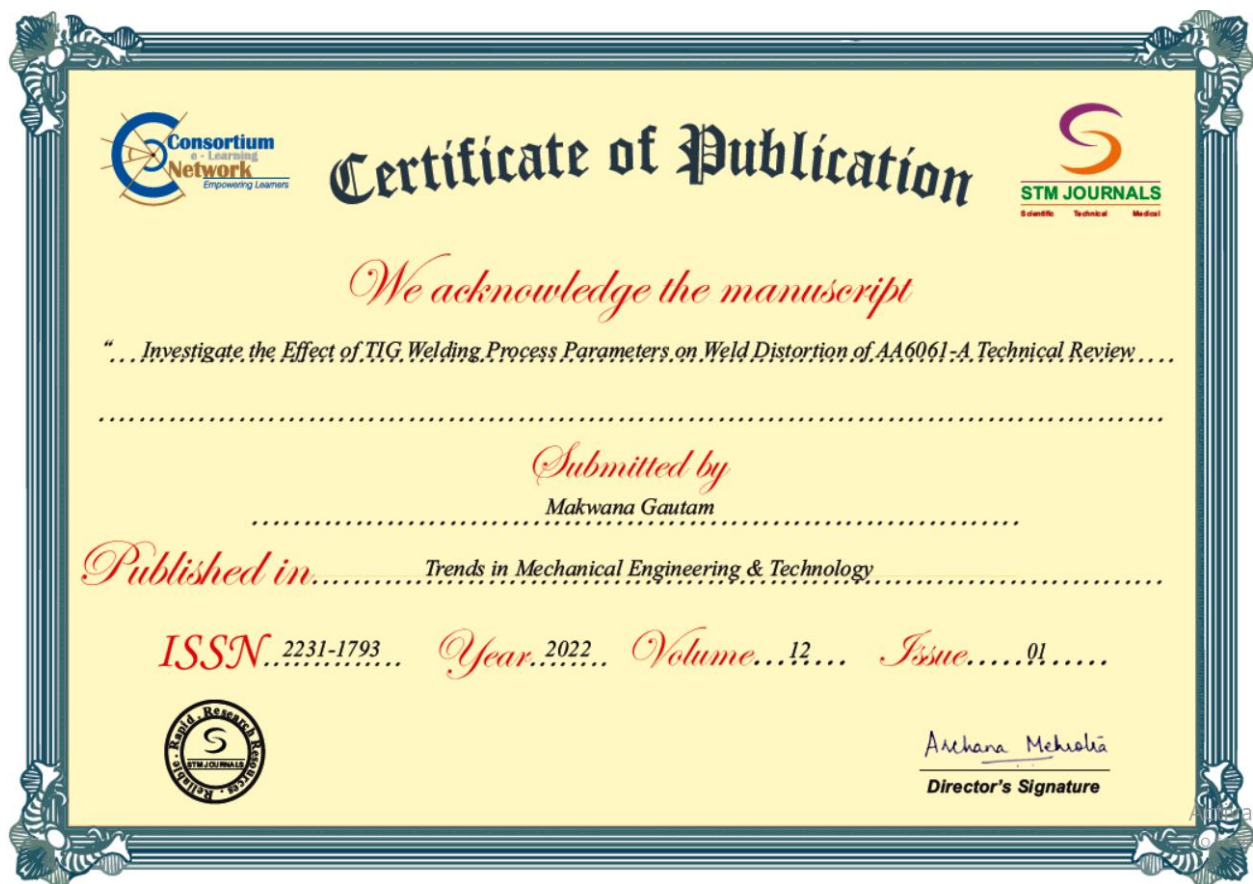 Consortium
e - Learning
Network
Empowering Learners
Certificate of Publication
STM JOURNALS
Scientific Technical Medical
We acknowledge the manuscript
“... Investigate the Effect of TIG Welding Process Parameters on Weld Distortion of AA6061-A Technical Review
Submitted by
Makwana Gautam
Published in Trends in Mechanical Engineering & Technology
ISSN 2231-1793 Year 2022 Volume 12 Issue 01
Reliable . Rapid . Research Resources .
STM JOURNALS
Archana Mehrotra
Director's Signature